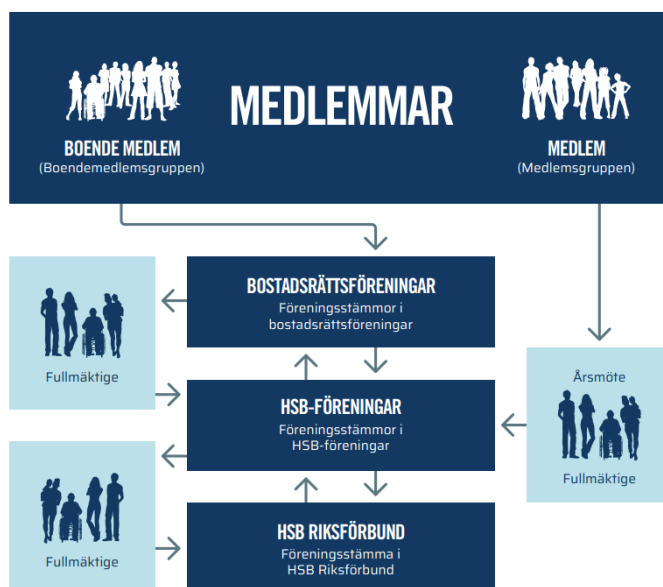 MEDLEMMAR
BOENDE MEDLEM
(Boendemedlemsgruppen)
MEDLEM
(Medlemsgruppen)
BOSTADSRÄTTSFÖRENINGAR
Föreningsstämmor i
bostadsrättsföreningar
Fullmäktige
Årsmöte
Fullmäktige
HSB-FÖRENINGAR
Föreningsstämmor i
HSB-föreningar
Fullmäktige
HSB RIKSFÖRBUND
Föreningsstämma i
HSB Riksförbund